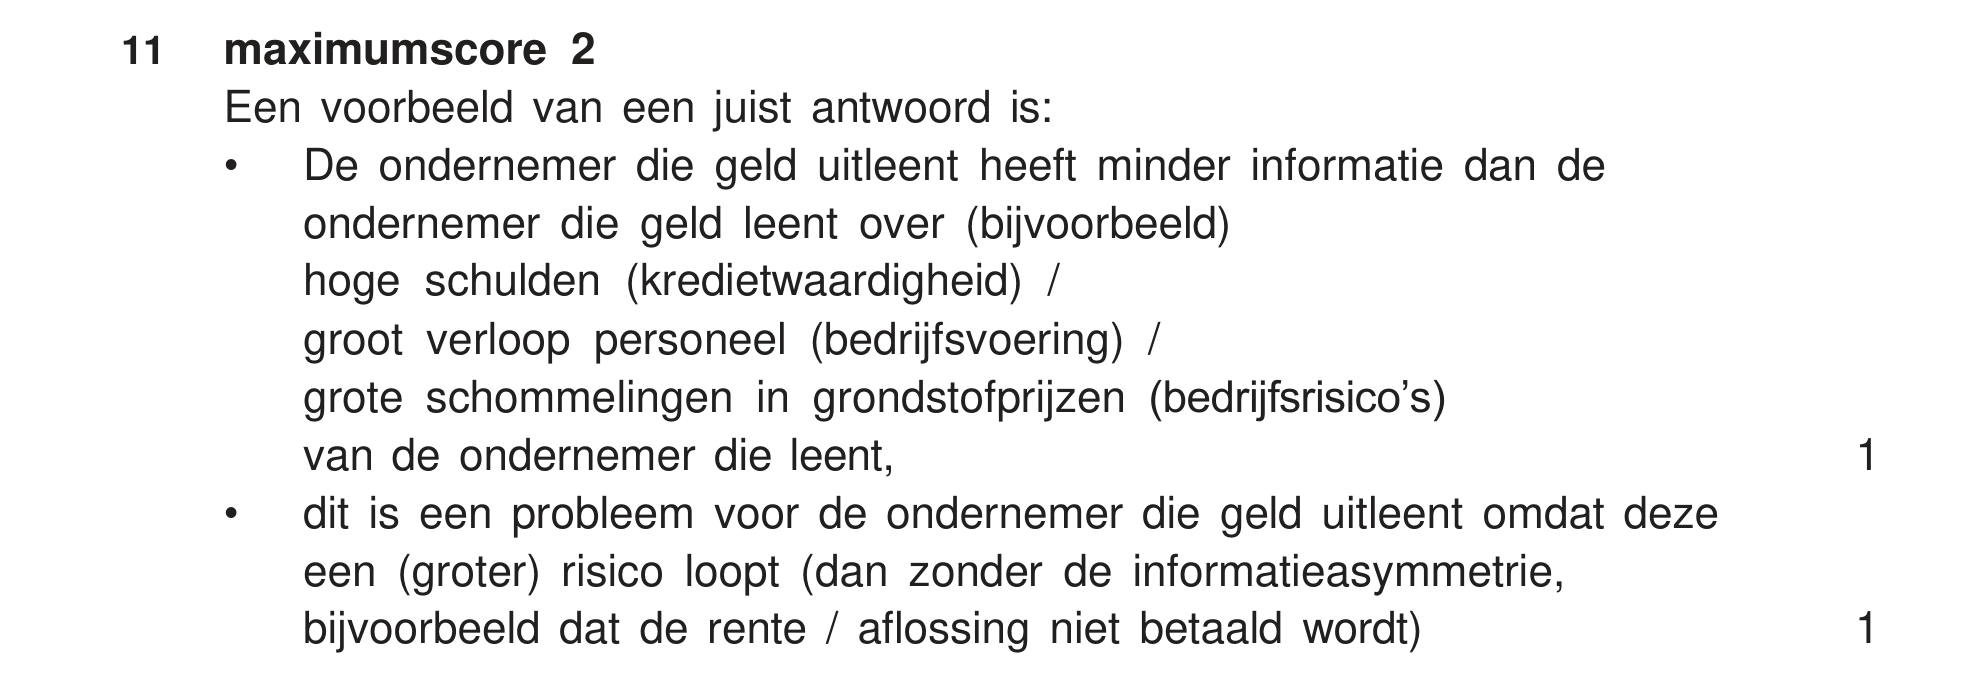 11 maximumscore 2
Een voorbeeld van een juist antwoord is:
• De ondernemer die geld uitleent heeft minder informatie dan de
ondernemer die geld leent over (bijvoorbeeld)
hoge schulden (kredietwaardigheid) /
groot verloop personeel (bedrijfsvoering) /
grote schommelingen in grondstofprijzen (bedrijfsrisico’s)
van de ondernemer die leent, 1
• dit is een probleem voor de ondernemer die geld uitleent omdat deze
een (groter) risico loopt (dan zonder de informatieasymmetrie,
bijvoorbeeld dat de rente / aflossing niet betaald wordt) 1